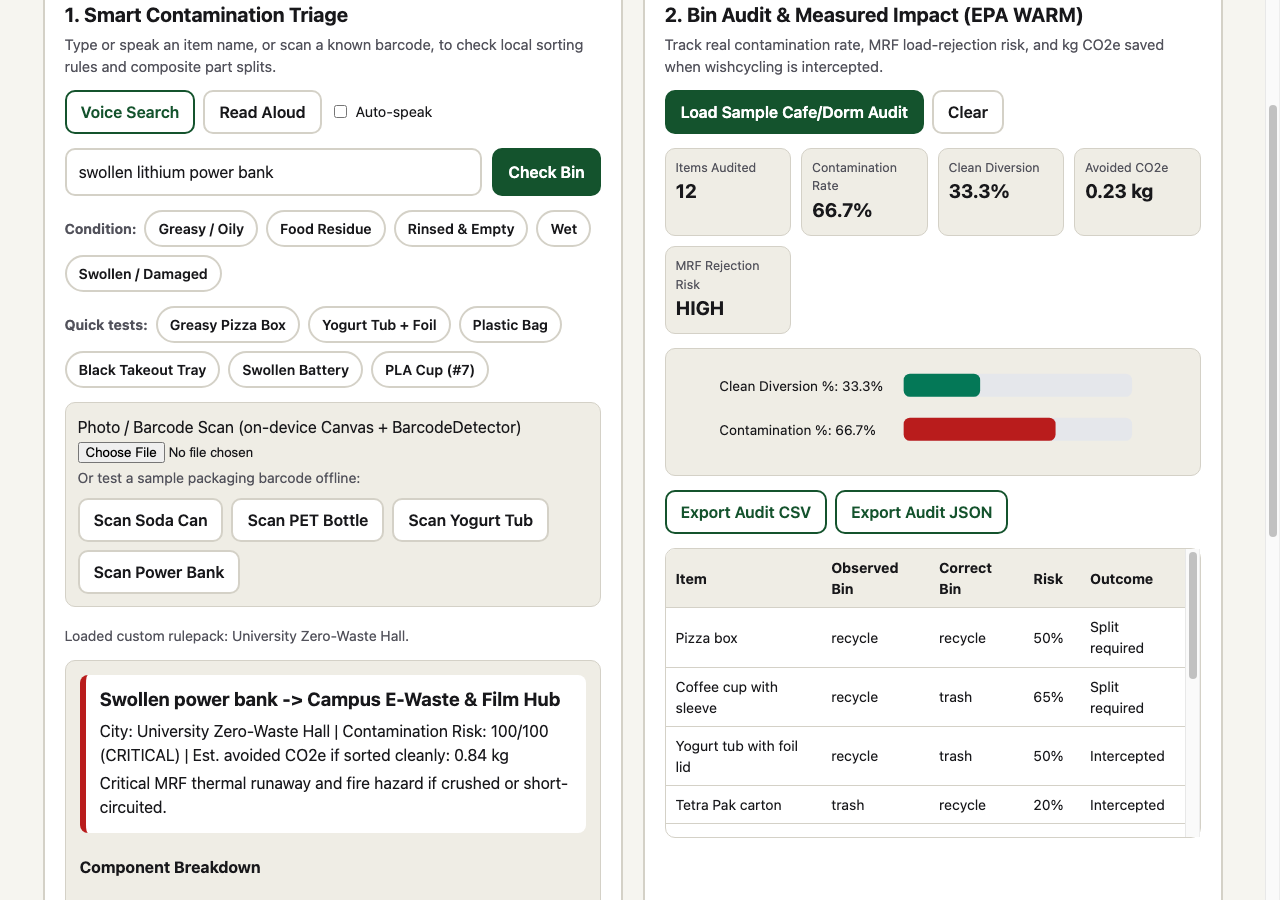 1. Smart Contamination Triage
Type or speak an item name, or scan a known barcode, to check local sorting
rules and composite part splits.
Voice Search
Read Aloud
Auto-speak
swollen lithium power bank
Check Bin
Condition:
Greasy / Oily
Food Residue
Rinsed & Empty
Wet
Swollen / Damaged
Quick tests:
Greasy Pizza Box
Yogurt Tub + Foil
Plastic Bag
Black Takeout Tray
Swollen Battery
PLA Cup (#7)
Photo / Barcode Scan (on-device Canvas + BarcodeDetector)
Choose File No file chosen
Or test a sample packaging barcode offline:
Scan Soda Can
Scan PET Bottle
Scan Yogurt Tub
Scan Power Bank
Loaded custom rulepack: University Zero-Waste Hall.
Swollen power bank -> Campus E-Waste & Film Hub
City: University Zero-Waste Hall | Contamination Risk: 100/100
(CRITICAL) | Est. avoided CO2e if sorted cleanly: 0.84 kg
Critical MRF thermal runaway and fire hazard if crushed or short-
circuited.
Component Breakdown
2. Bin Audit & Measured Impact (EPA WARM)
Track real contamination rate, MRF load-rejection risk, and kg CO2e saved
when wishcycling is intercepted.
Load Sample Cafe/Dorm Audit
Clear
Items Audited
12
Contamination
Rate
66.7%
Clean Diversion
33.3%
Avoided CO2e
0.23 kg
MRF Rejection
Risk
HIGH
Clean Diversion %: 33.3%
Contamination %: 66.7%
Export Audit CSV
Export Audit JSON
Item
Observed
Bin
Correct
Bin
Risk
Outcome
Pizza box
recycle
recycle
50%
Split
required
Coffee cup with
sleeve
recycle
trash
65%
Split
required
Yogurt tub with foil
lid
recycle
trash
50%
Intercepted
Tetra Pak carton
trash
recycle
20%
Intercepted